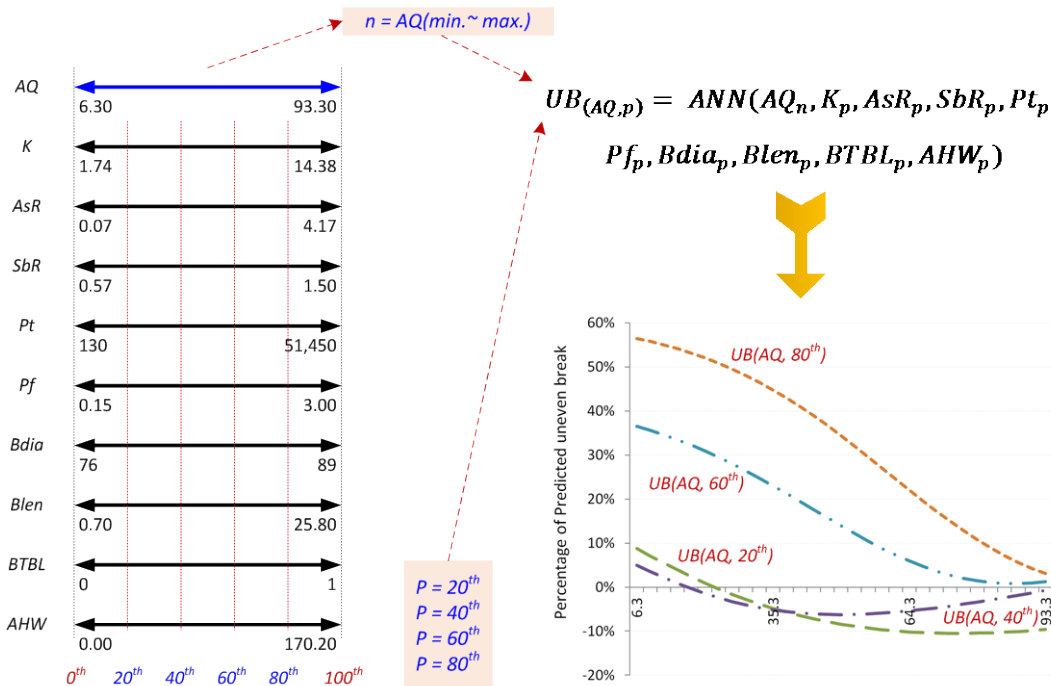 n = AQ(min.~ max.)
AQ
6.30 93.30
K
1.74 14.38
AsR
0.07 4.17
SbR
0.57 1.50
Pt
130 51,450
Pf
0.15 3.00
Bdia
76 89
Blen
0.70 25.80
BTBL
0 1
AHW
0.00 170.20
0th 20th 40th 60th 80th 100th
P = 20th
P = 40th
P = 60th
P = 80th
UB(AQ,p) = ANN(AQn, Kp, AsRp, SbRp, Ptp
Pfp, Bdiap, Blenp, BTBLp, AHWp)
Percentage of Predicted uneven break
60%
50%
40%
30%
20%
10%
0%
-10%
-20%
UB(AQ, 80th)
UB(AQ, 60th)
UB(AQ, 20th)
UB(AQ, 40th)
6.3
35.3
64.3
93.3